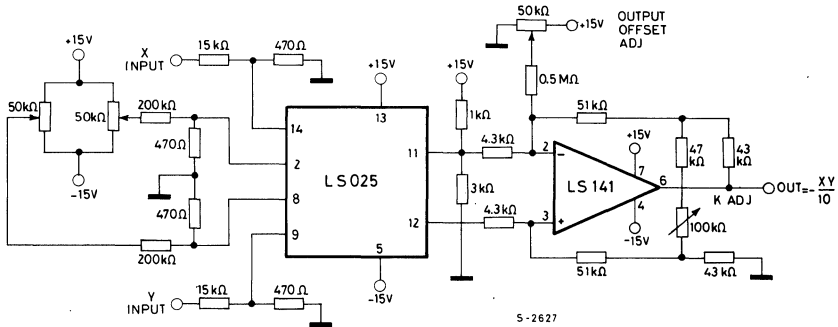 50kΩ
+15V
OUTPUT
OFFSET
ADJ
X
INPUT
15kΩ
470Ω
+15V
+15V
+15V
0.5MΩ
50kΩ
50kΩ
200kΩ
13
1kΩ
51kΩ
14
470Ω
4.3kΩ
+15V
47
kΩ
43
kΩ
2
11
2
−
7
-15V
LS025
LS141
6
K ADJ
OUT=-XY/10
470Ω
8
3kΩ
4.3kΩ
3
+
4
12
-15V
100kΩ
9
200kΩ
5
51kΩ
43kΩ
15kΩ
470Ω
-15V
Y
INPUT
S-2627